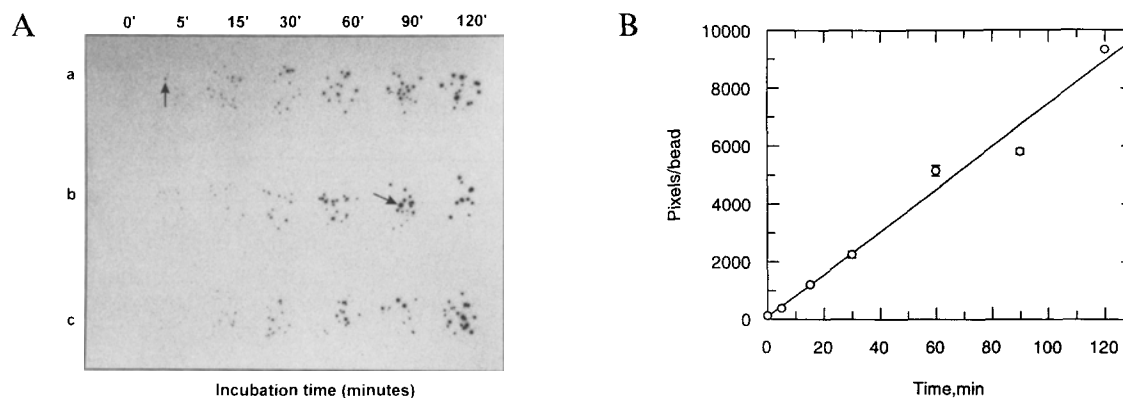 A
0' 5' 15' 30' 60' 90' 120'
a
b
c
Incubation time (minutes)
B
10000
8000
6000
4000
2000
0
Pixels/bead
0 20 40 60 80 100 120
Time,min